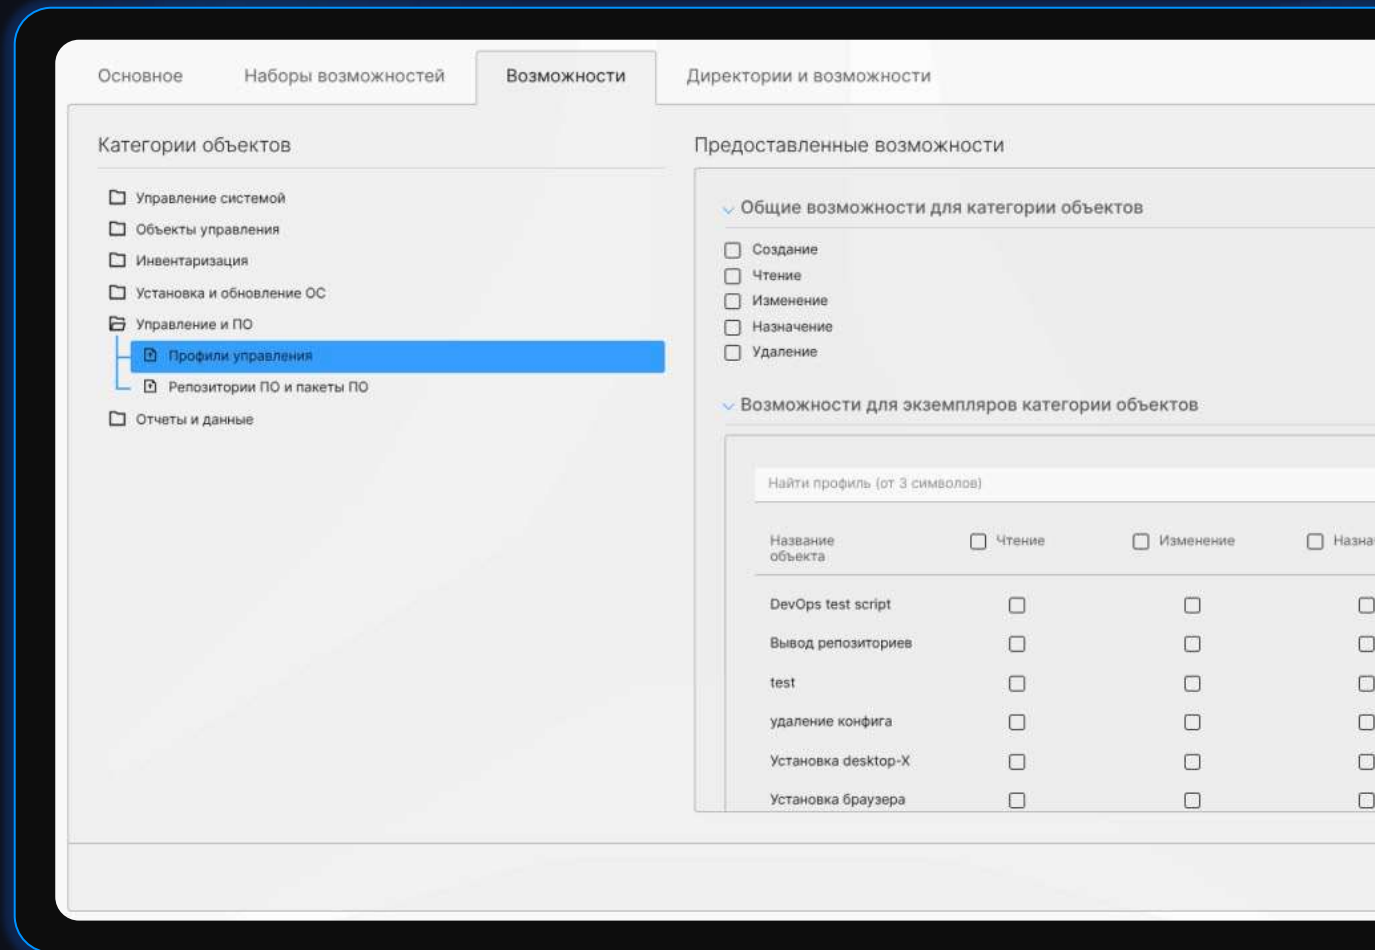 Основное
Наборы возможностей
Возможности
Директории и возможности
Категории объектов
Управление системой
Объекты управления
Инвентаризация
Установка и обновление ОС
Управление и ПО
Профили управления
Репозитории ПО и пакеты ПО
Отчеты и данные
Предоставленные возможности
Общие возможности для категории объектов
Создание
Чтение
Изменение
Назначение
Удаление
Возможности для экземпляров категории объектов
Найти профиль (от 3 символов)
Название
объекта
Чтение
Изменение
DevOps test script
Вывод репозиториев
test
удаление конфига
Установка desktop-X
Установка браузера